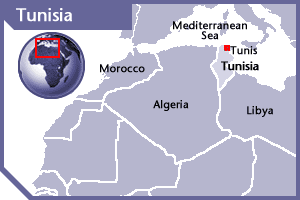 Tunisia
Mediterranean
Sea
Tunis
Morocco
Tunisia
Algeria
Libya